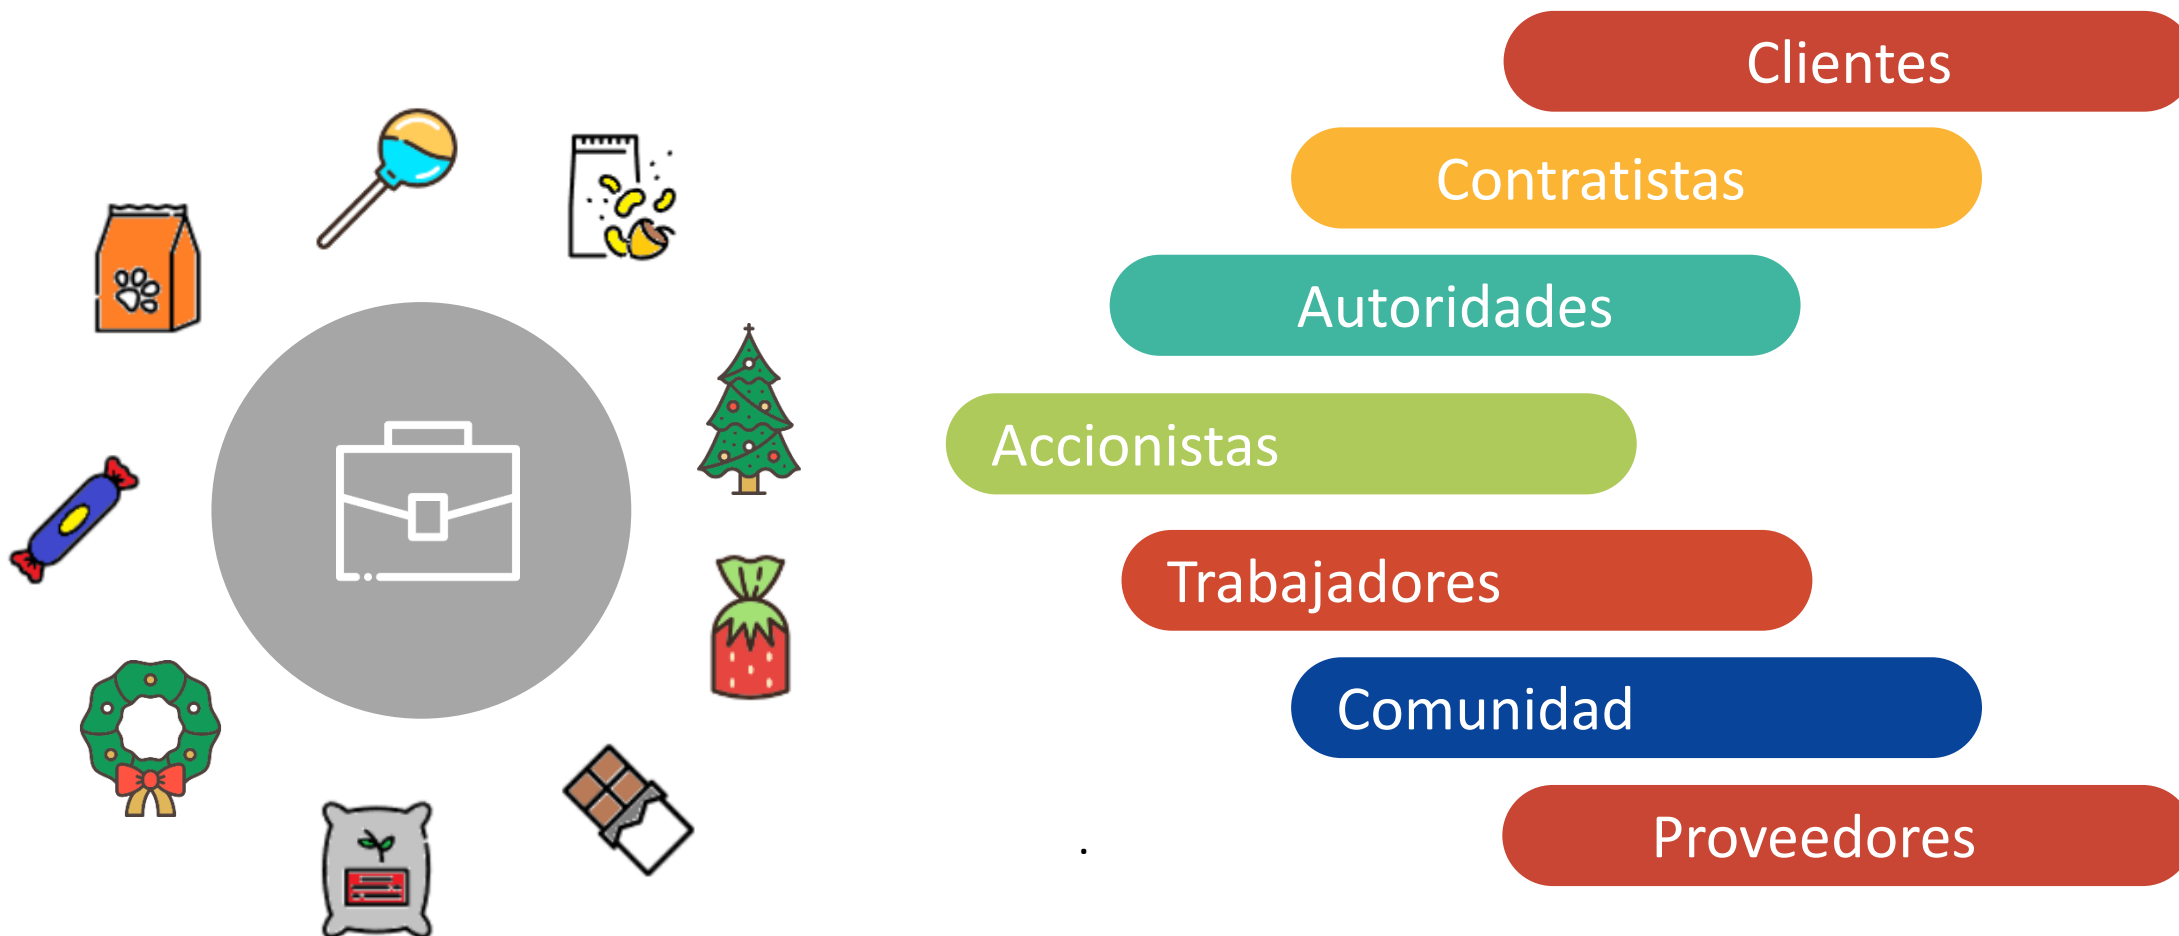 Clientes
Contratistas
Autoridades
Accionistas
Trabajadores
Comunidad
Proveedores
.